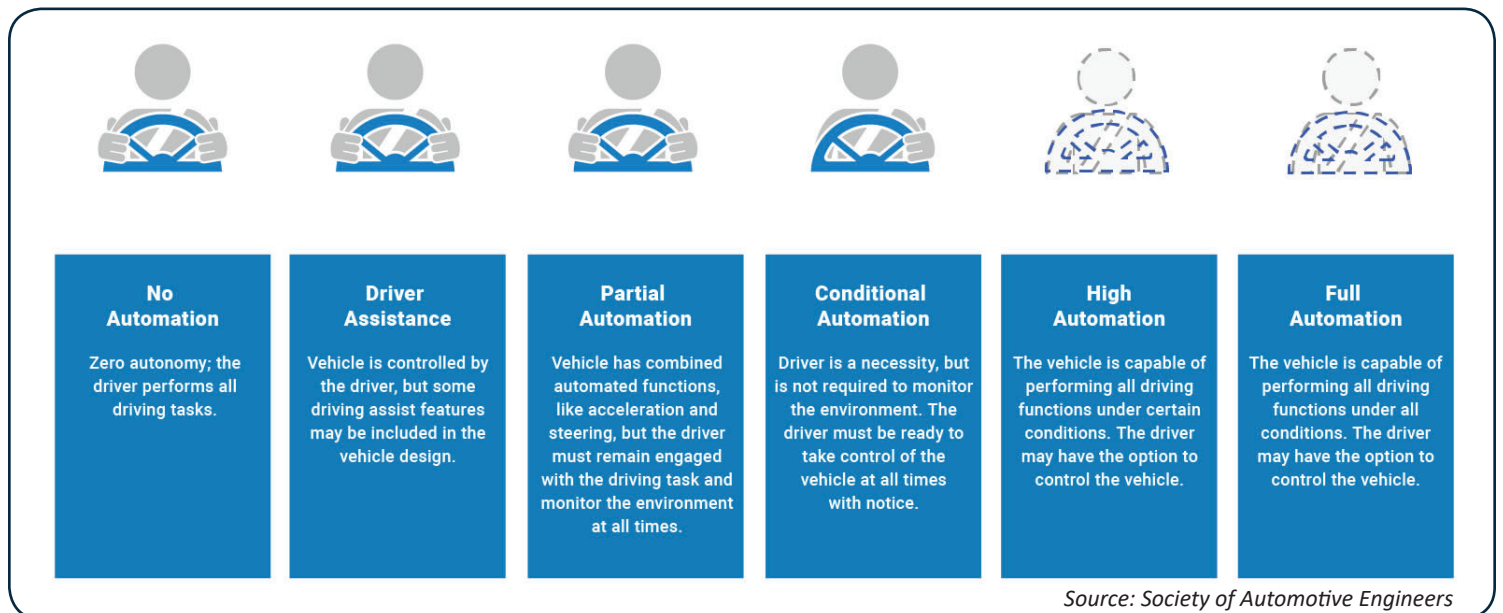 No
Automation
Zero autonomy; the
driver performs all
driving tasks.
Driver
Assistance
Vehicle is controlled by
the driver, but some
driving assist features
may be included in the
vehicle design.
Partial
Automation
Vehicle has combined
automated functions,
like acceleration and
steering, but the driver
must remain engaged
with the driving task and
monitor the environment
at all times.
Conditional
Automation
Driver is a necessity, but
is not required to monitor
the environment. The
driver must be ready to
take control of the
vehicle at all times
with notice.
High
Automation
The vehicle is capable of
performing all driving
functions under certain
conditions. The driver
may have the option to
control the vehicle.
Full
Automation
The vehicle is capable of
performing all driving
functions under all
conditions. The driver
may have the option to
control the vehicle.
Source: Society of Automotive Engineers